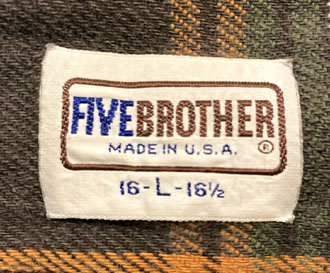 FIVEBROTHER
MADE IN U.S.A. ®
16-L-16½